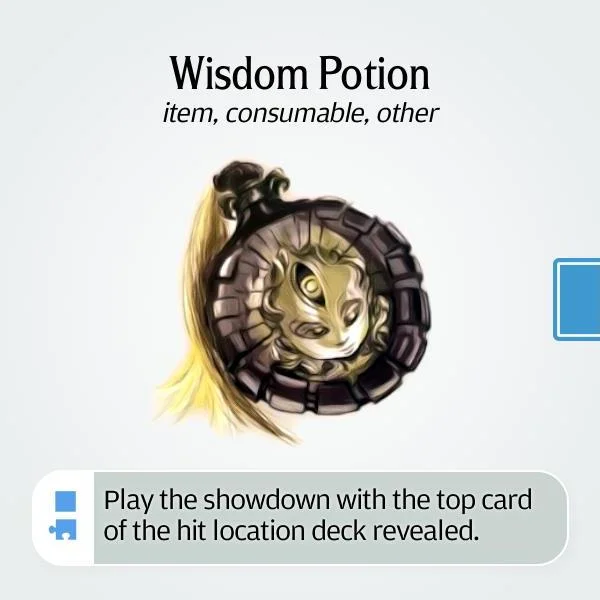 Wisdom Potion
item, consumable, other
Play the showdown with the top card
of the hit location deck revealed.